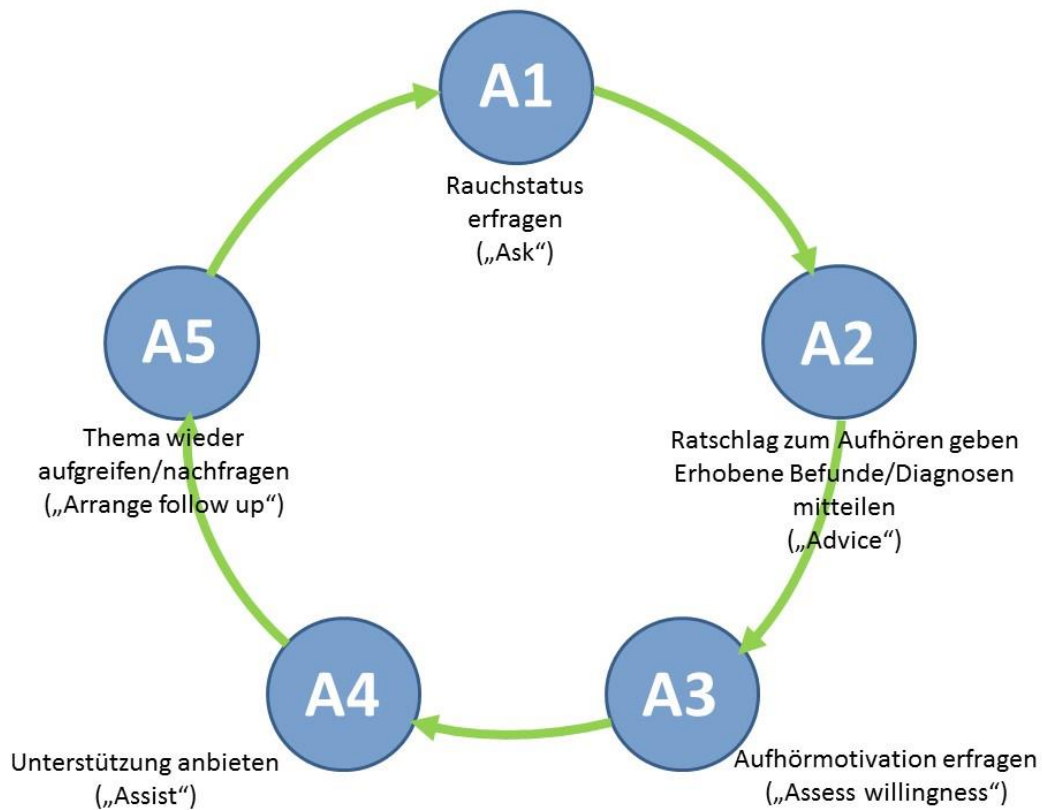 A1
Rauchstatus
erfragen
(„Ask“)
A2
Ratschlag zum Aufhören geben
Erhobene Befunde/Diagnosen
mitteilen
(„Advice“)
A3
Aufhörmotivation erfragen
(„Assess willingness“)
A4
Unterstützung anbieten
(„Assist“)
A5
Thema wieder
aufgreifen/nachfragen
(„Arrange follow up“)